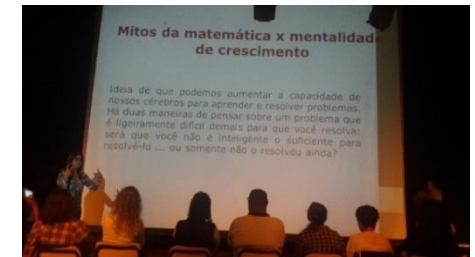 Mitos da matemática x mentalidade
de crescimento
Ideia de que podemos aumentar a capacidade de
nossos cérebros para aprender e resolver problemas.
Há duas maneiras de pensar sobre um problema que
é ligeiramente difícil demais para que você resolva:
será que você não é inteligente o suficiente para
resolvê-lo ... ou somente não o resolveu ainda?